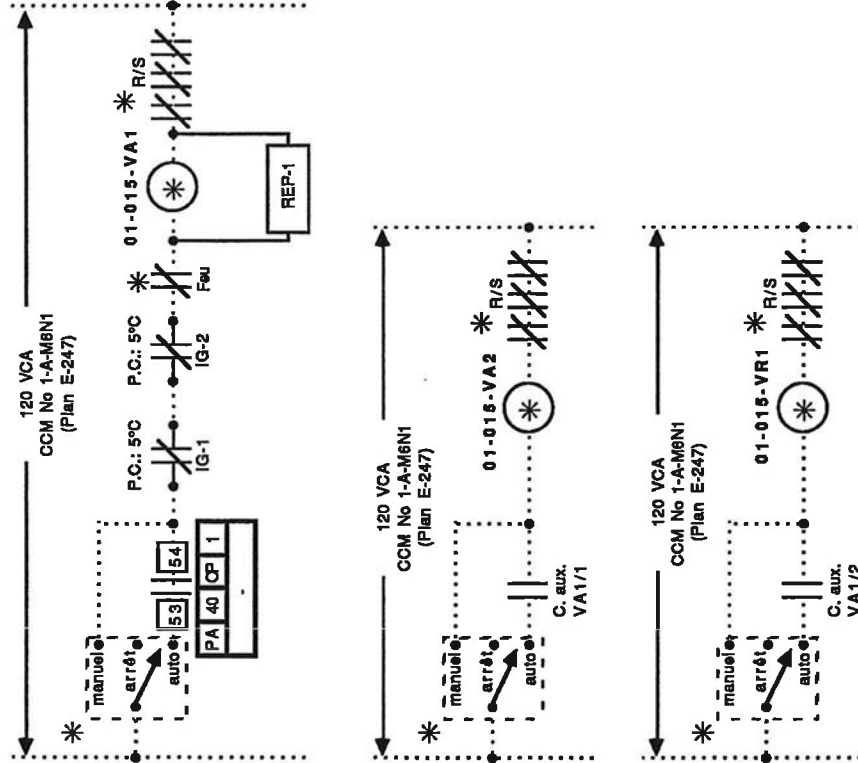 120 VCA
CCM No 1-A-M6N1
(Plan E-247)
manuel
arrêt
auto
53
54
PA 40 OP 1
P.C.: 5°C
IG-1
P.C.: 5°C
IG-2
Feu
01-015-VA1
REP-1
R/S
120 VCA
CCM No 1-A-M6N1
(Plan E-247)
manuel
arrêt
auto
C. aux.
VA1/1
01-015-VA2
R/S
120 VCA
CCM No 1-A-M6N1
(Plan E-247)
manuel
arrêt
auto
C. aux.
VA1/2
01-015-VR1
R/S